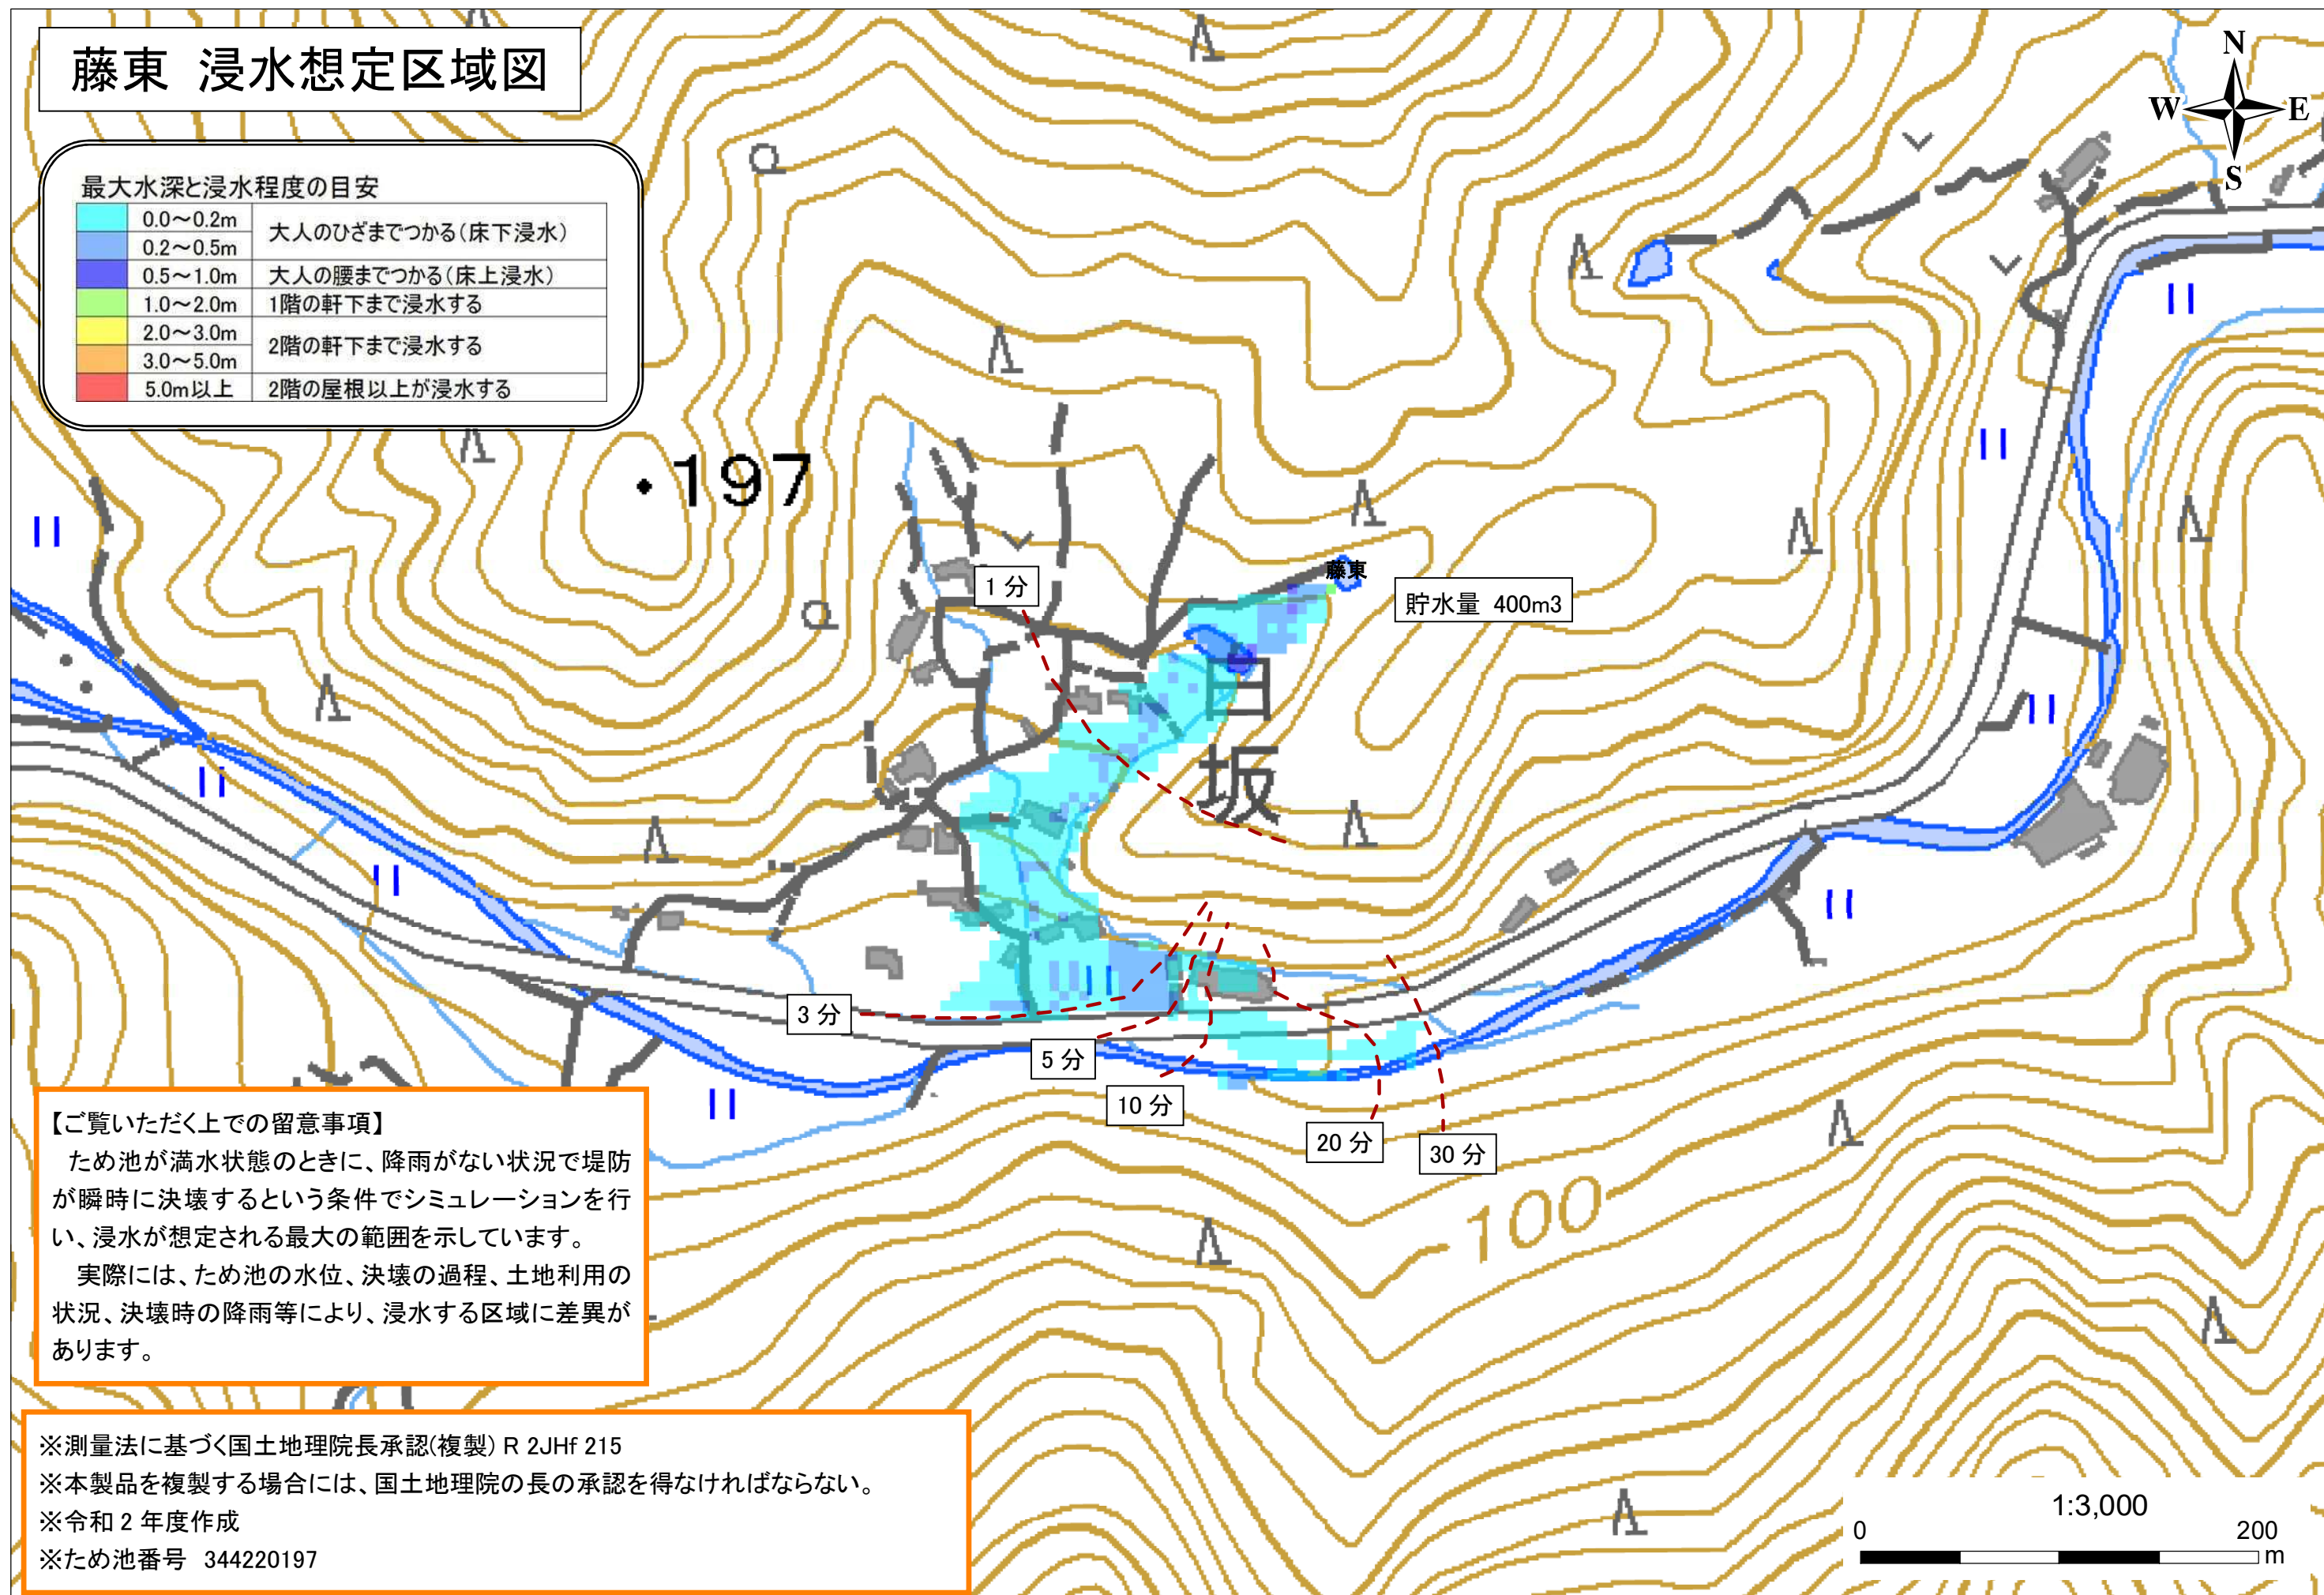 藤東 浸水想定区域図
N
W
E
S
最大水深と浸水程度の目安
0.0～0.2m
大人のひざまでつかる（床下浸水）
0.2～0.5m
0.5～1.0m 大人の腰までつかる（床上浸水）
1.0～2.0m 1階の軒下まで浸水する
2.0～3.0m
2階の軒下まで浸水する
3.0～5.0m
5.0m以上 2階の屋根以上が浸水する
197
藤東
貯水量 400m3
1 分
坂
3 分
5 分
10 分
20 分
30 分
100
【ご覧いただく上での留意事項】
ため池が満水状態のときに、降雨がない状況で堤防
が瞬時に決壊するという条件でシミュレーションを行
い、浸水が想定される最大の範囲を示しています。
実際には、ため池の水位、決壊の過程、土地利用の
状況、決壊時の降雨等により、浸水する区域に差異が
あります。
※測量法に基づく国土地理院長承認(複製) R 2JHf 215
※本製品を複製する場合には、国土地理院の長の承認を得なければならない。
※令和 2 年度作成
※ため池番号 344220197
1:3,000
0
200
m